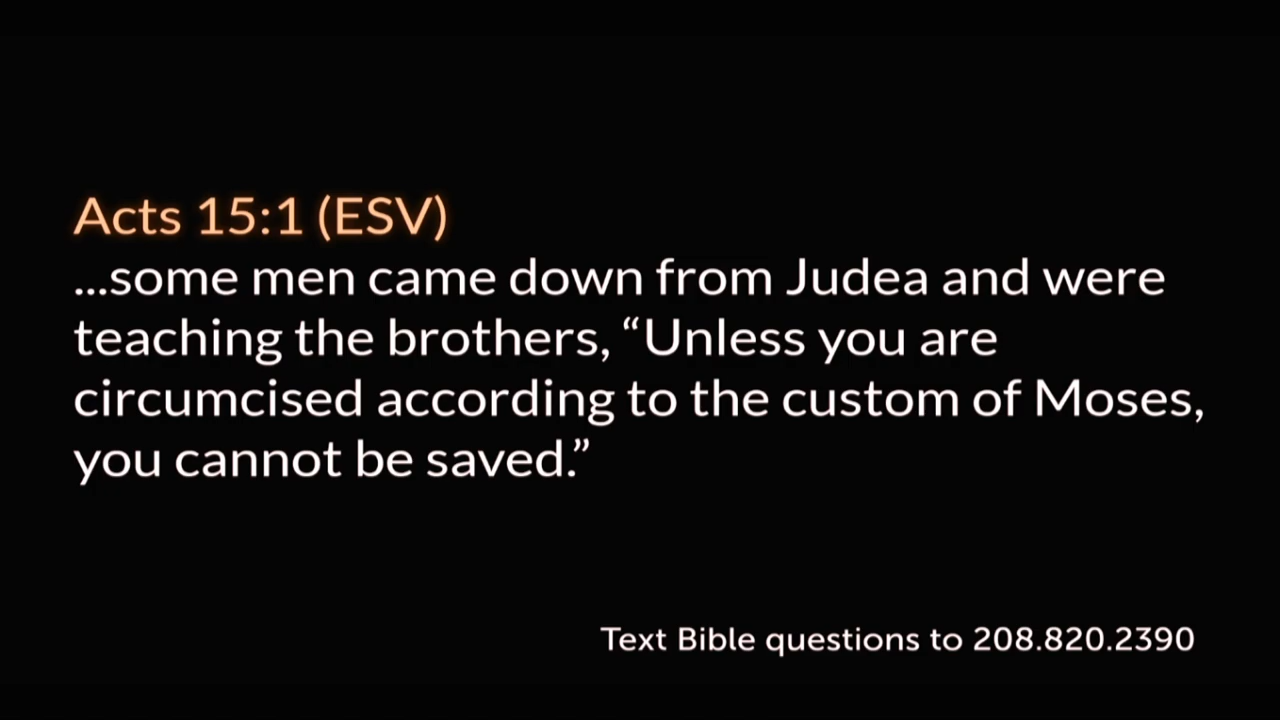 Acts 15:1 (ESV)
...some men came down from Judea and were
teaching the brothers, “Unless you are
circumcised according to the custom of Moses,
you cannot be saved.”
Text Bible questions to 208.820.2390